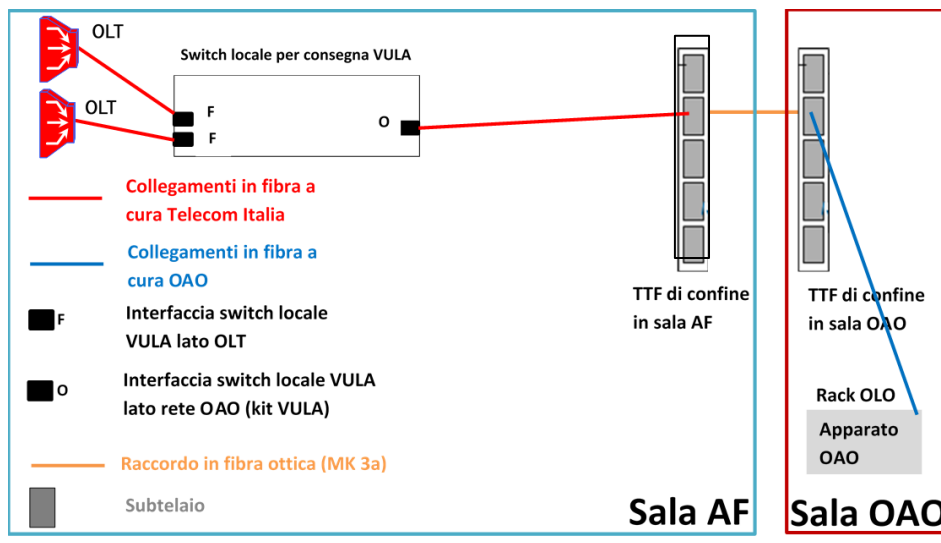 OLT
Switch locale per consegna VULA
OLT
F
F
O
Collegamenti in fibra a
cura Telecom Italia
Collegamenti in fibra a
cura OAO
F
Interfaccia switch locale
VULA lato OLT
O
Interfaccia switch locale VULA
lato rete OAO (kit VULA)
Raccordo in fibra ottica (MK 3a)
Subtelaio
TTF di confine
in sala AF
Sala AF
TTF di confine
in sala OAO
Rack OLO
Apparato
OAO
Sala OAO